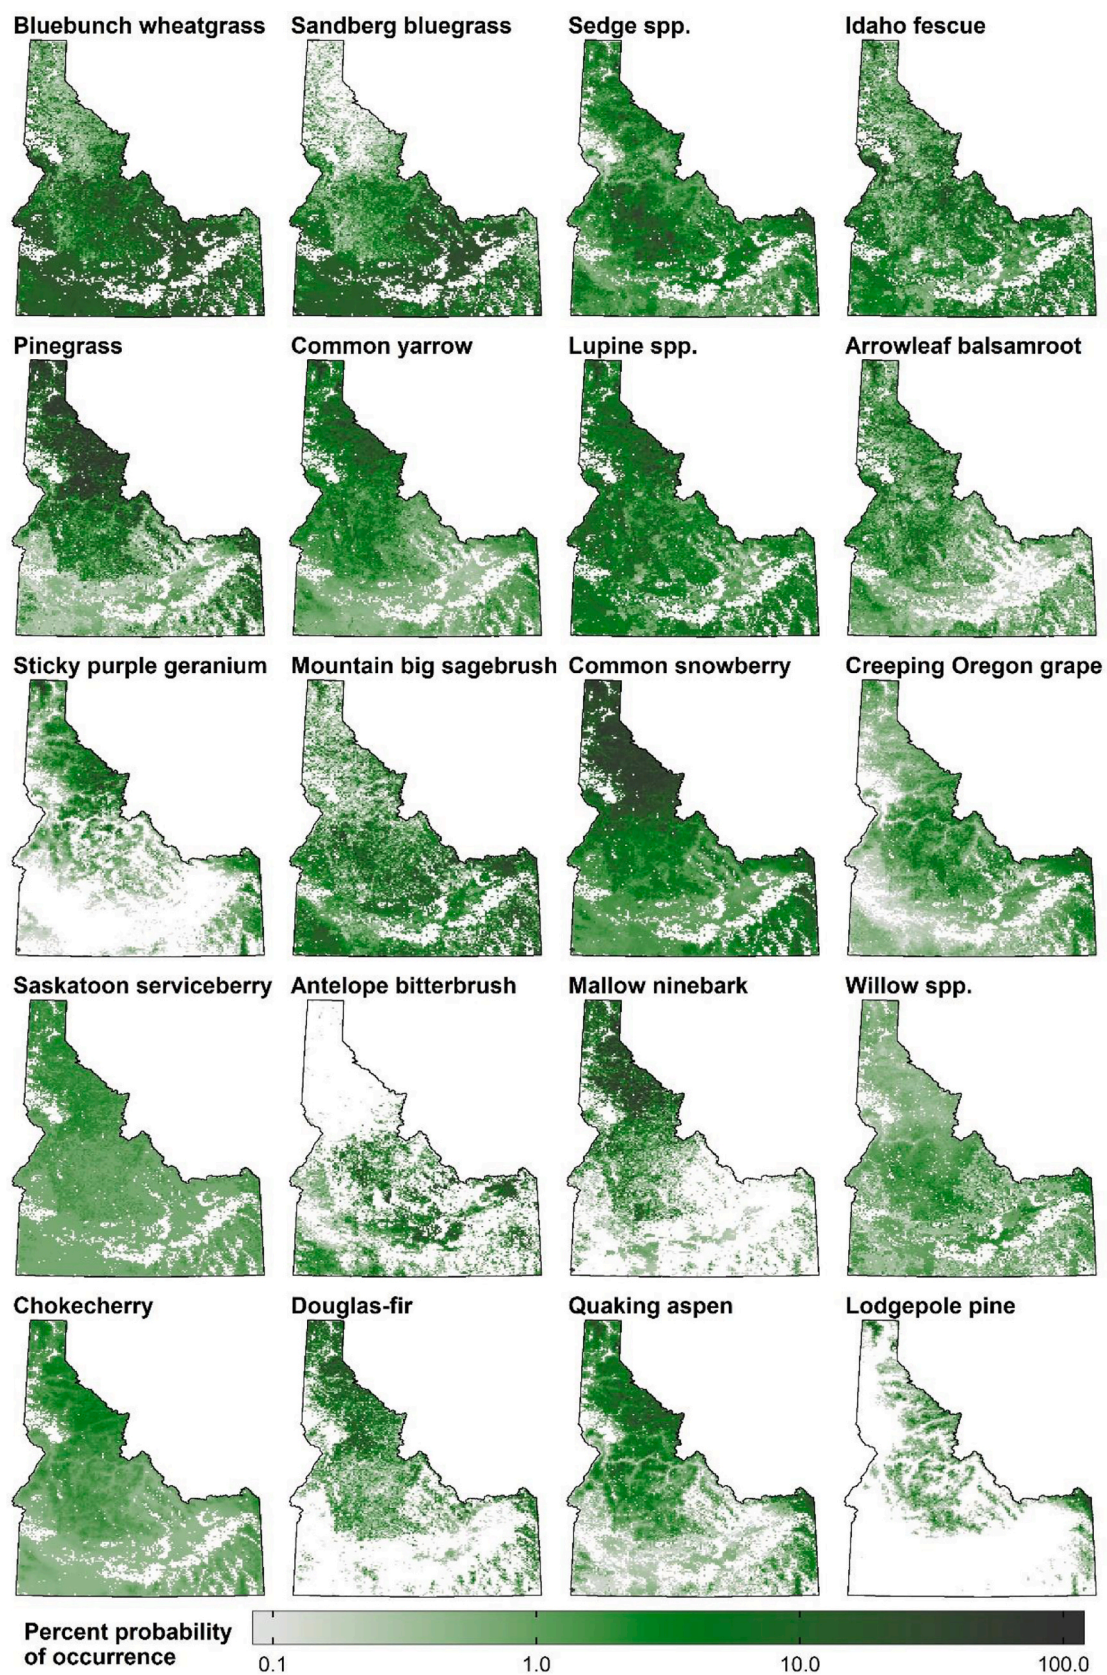 Bluebunch wheatgrass
Sandberg bluegrass
Sedge spp.
Idaho fescue
Pinegrass
Common yarrow
Lupine spp.
Arrowleaf balsamroot
Sticky purple geranium
Mountain big sagebrush
Common snowberry
Creeping Oregon grape
Saskatoon serviceberry
Antelope bitterbrush
Mallow ninebark
Willow spp.
Chokecherry
Douglas-fir
Quaking aspen
Lodgepole pine
Percent probability
of occurrence
0.1
1.0
10.0
100.0